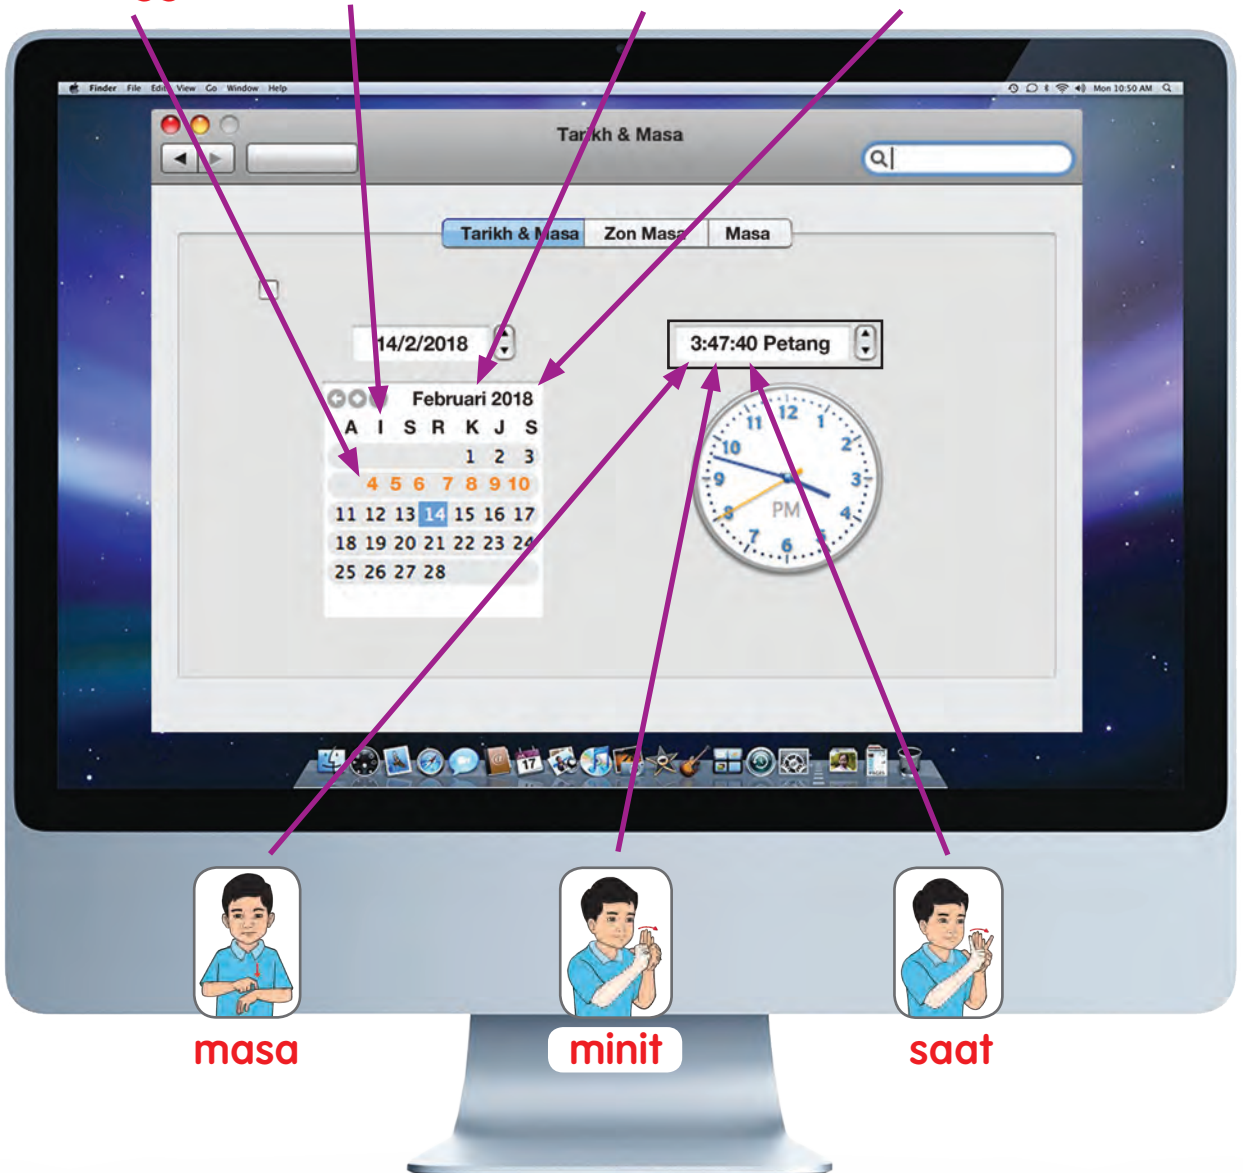 Finder File Edit View Go Window Help
Mon 10:50 AM
Tarikh & Masa
Tarikh & Masa Zon Masa Masa
14/2/2018
3:47:40 Petang
Februari 2018
A I S R K J S
1 2 3
4 5 6 7 8 9 10
11 12 13 14 15 16 17
18 19 20 21 22 23 24
25 26 27 28
12
1
2
3
4
5
6
7
8
9
10
11
PM
17
PAGES
masa
minit
saat